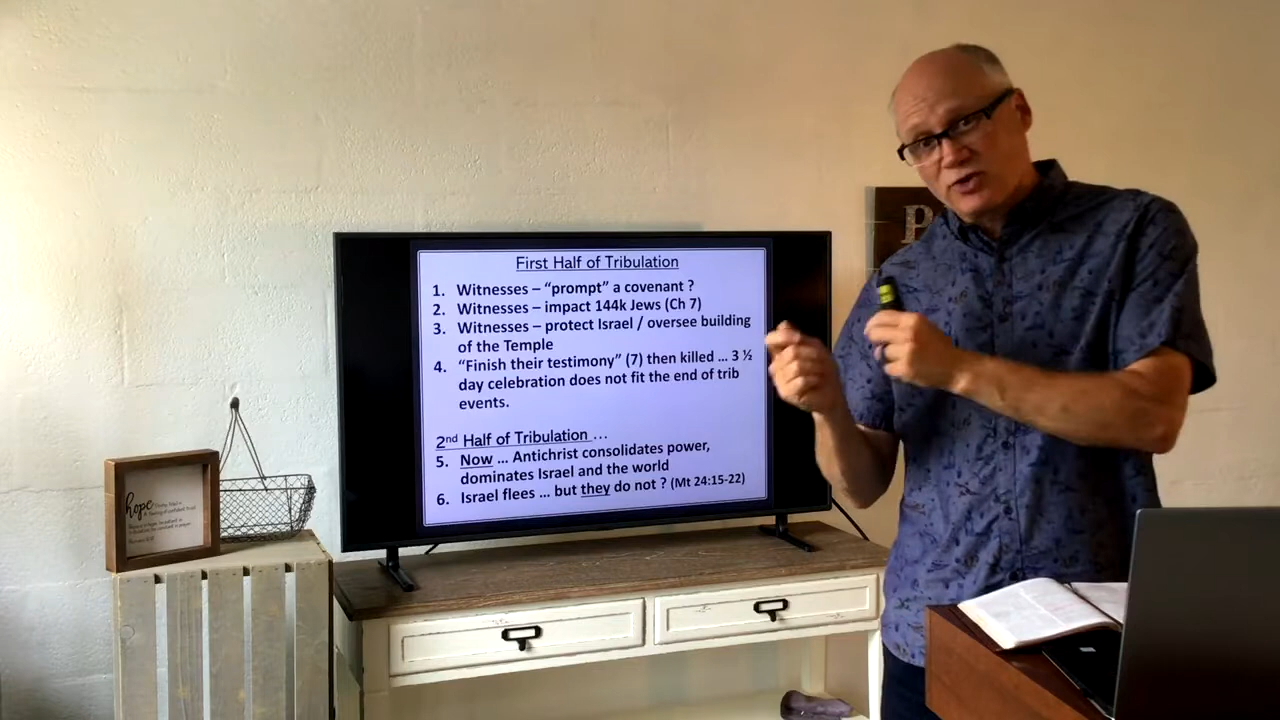 First Half of Tribulation
1. Witnesses – “prompt” a covenant ?
2. Witnesses – impact 144k Jews (Ch 7)
3. Witnesses – protect Israel / oversee building
of the Temple
4. “Finish their testimony” (7) then killed … 3 ½
day celebration does not fit the end of trib
events.
2nd Half of Tribulation …
5. Now … Antichrist consolidates power,
dominates Israel and the world
6. Israel flees … but they do not ? (Mt 24:15-22)
hope
P